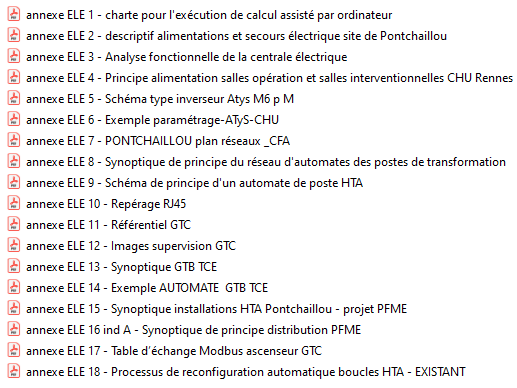 annexe ELE 1 - charte pour l'exécution de calcul assisté par ordinateur
annexe ELE 2 - descriptif alimentations et secours électrique site de Pontchaillou
annexe ELE 3 - Analyse fonctionnelle de la centrale électrique
annexe ELE 4 - Principe alimentation salles opération et salles interventionnelles CHU Rennes
annexe ELE 5 - Schéma type inverseur Atys M6 p M
annexe ELE 6 - Exemple paramétrage-ATyS-CHU
annexe ELE 7 - PONTCHAILLOU plan réseaux _CFA
annexe ELE 8 - Synoptique de principe du réseau d'automates des postes de transformation
annexe ELE 9 - Schéma de principe d'un automate de poste HTA
annexe ELE 10 - Repérage RJ45
annexe ELE 11 - Référentiel GTC
annexe ELE 12 - Images supervision GTC
annexe ELE 13 - Synoptique GTB TCE
annexe ELE 14 - Exemple AUTOMATE  GTB TCE
annexe ELE 15 - Synoptique installations HTA Pontchaillou - projet PFME
annexe ELE 16 ind A - Synoptique de principe distribution PFME
annexe ELE 17 - Table d'échange Modbus ascenseur GTC
annexe ELE 18 - Processus de reconfiguration automatique boucles HTA - EXISTANT